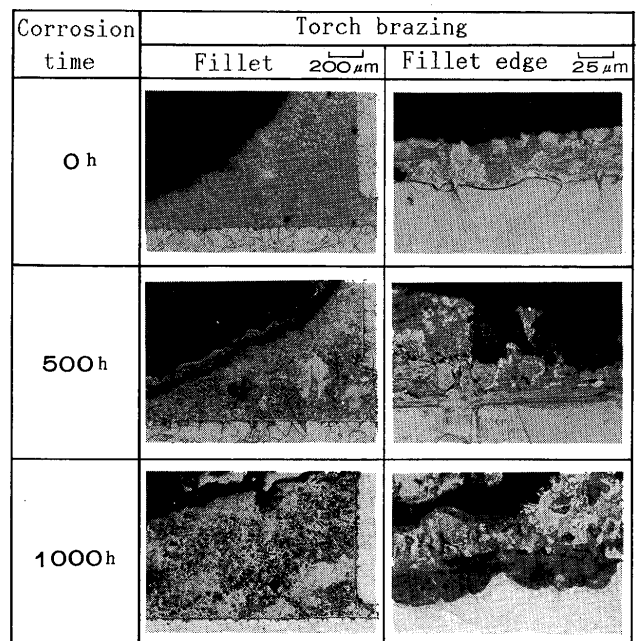 Corrosion time
Torch brazing
Fillet 200μm
Fillet edge 25μm
0h
500h
1000h